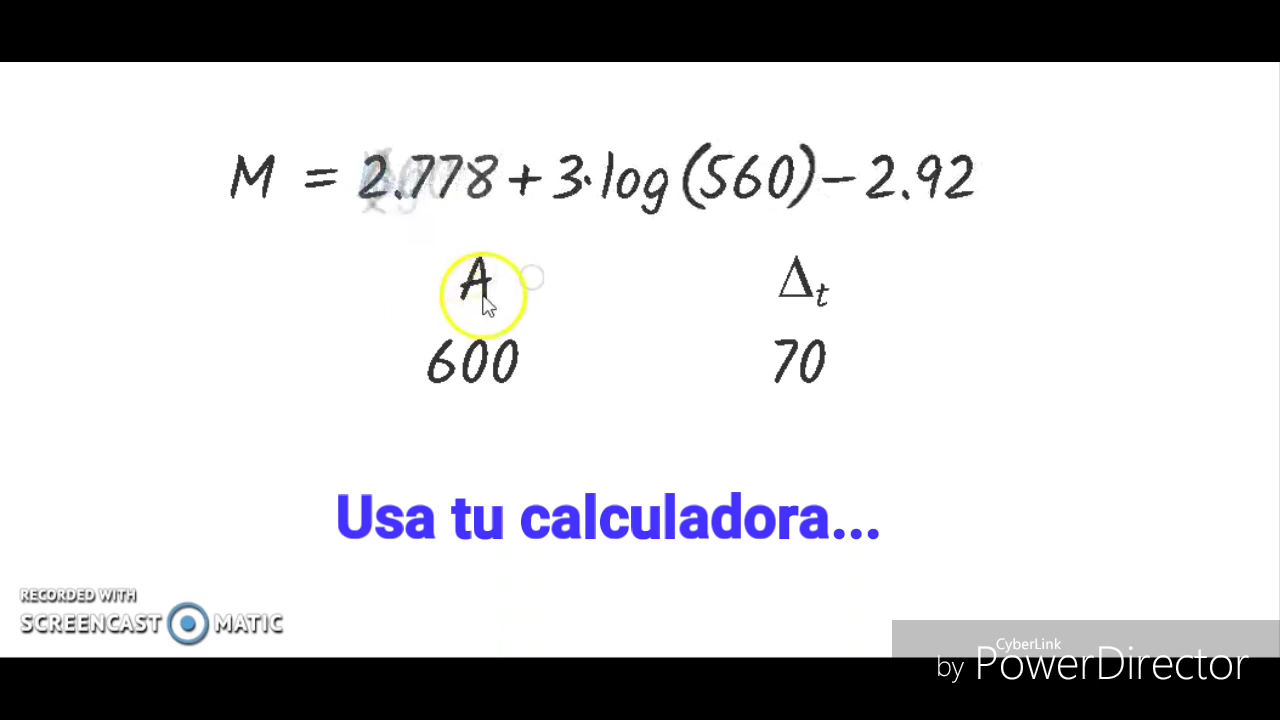 M = 2.778 + 3·log(560) − 2.92
A Δt
600 70
Usa tu calculadora...
RECORDED WITH
SCREENCAST MATIC
CyberLink
by PowerDirector